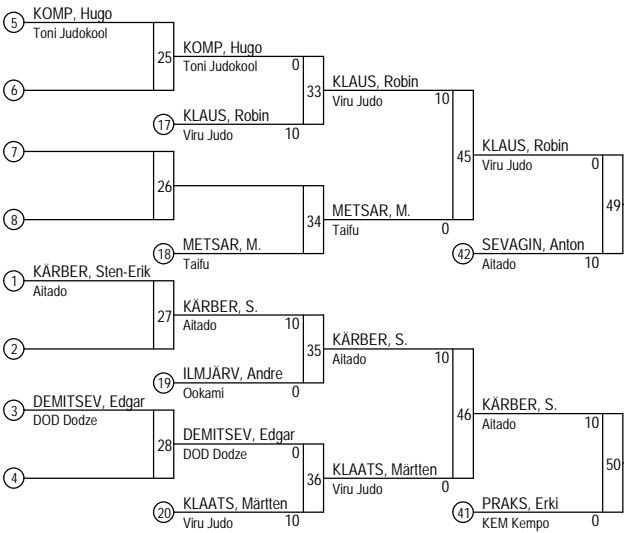 5 KOMP, Hugo
Toni Judokool
25 KOMP, Hugo
Toni Judokool 0
6
33 KLAUS, Robin
Viru Judo 10
17 KLAUS, Robin
Viru Judo 10
7
26
8
45 KLAUS, Robin
Viru Judo 0
34 METSAR, M.
Taifu 0
18 METSAR, M.
Taifu
49
42 SEVAGIN, Anton
Aitado 10
1 KÄRBER, Sten-Erik
Aitado
27 KÄRBER, S.
Aitado 10
2
35 KÄRBER, S.
Aitado 10
19 ILMJÄRV, Andre
Ookami 0
3 DEMITSEV, Edgar
DOD Dodze
28 DEMITSEV, Edgar
DOD Dodze 0
4
46 KÄRBER, S.
Aitado 10
36 KLAATS, Märtten
Viru Judo 0
20 KLAATS, Märtten
Viru Judo 10
50
41 PRAKS, Erki
KEM Kempo 0